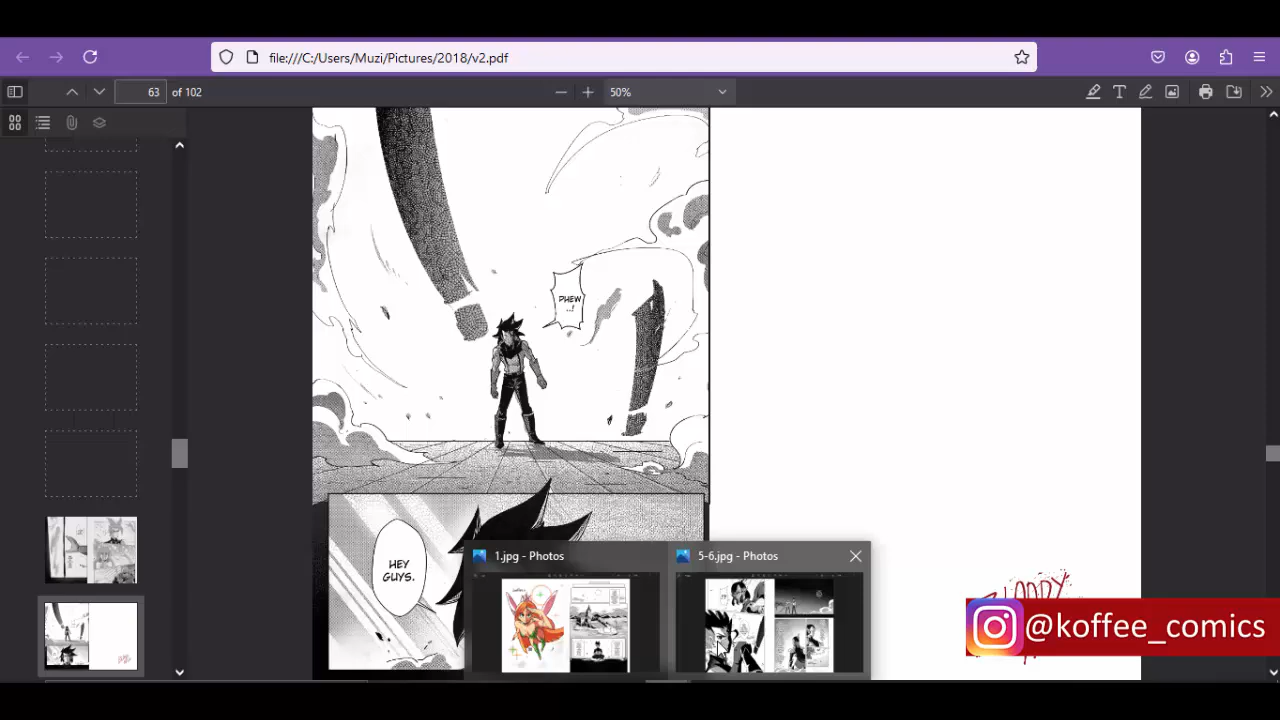 file:///C:/Users/Muzi/Pictures/2018/v2.pdf
63 of 102
50%
PHEW
..!
HEY
GUYS.
1.jpg - Photos
5-6.jpg - Photos
@koffee_comics